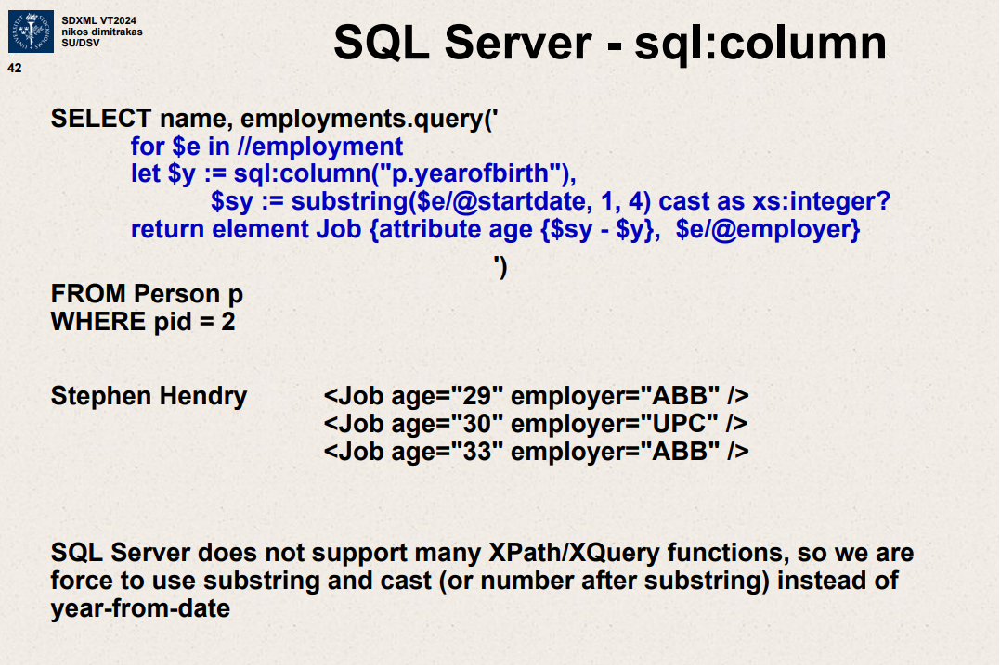 SDXML VT2024
nikos dimitrakas
SU/DSV
42
SQL Server - sql:column
SELECT name, employments.query('
for $e in //employment
let $y := sql:column("p.yearofbirth"),
$sy := substring($e/@startdate, 1, 4) cast as xs:integer?
return element Job {attribute age {$sy - $y}, $e/@employer}
')
FROM Person p
WHERE pid = 2
Stephen Hendry <Job age="29" employer="ABB" />
<Job age="30" employer="UPC" />
<Job age="33" employer="ABB" />
SQL Server does not support many XPath/XQuery functions, so we are
force to use substring and cast (or number after substring) instead of
year-from-date